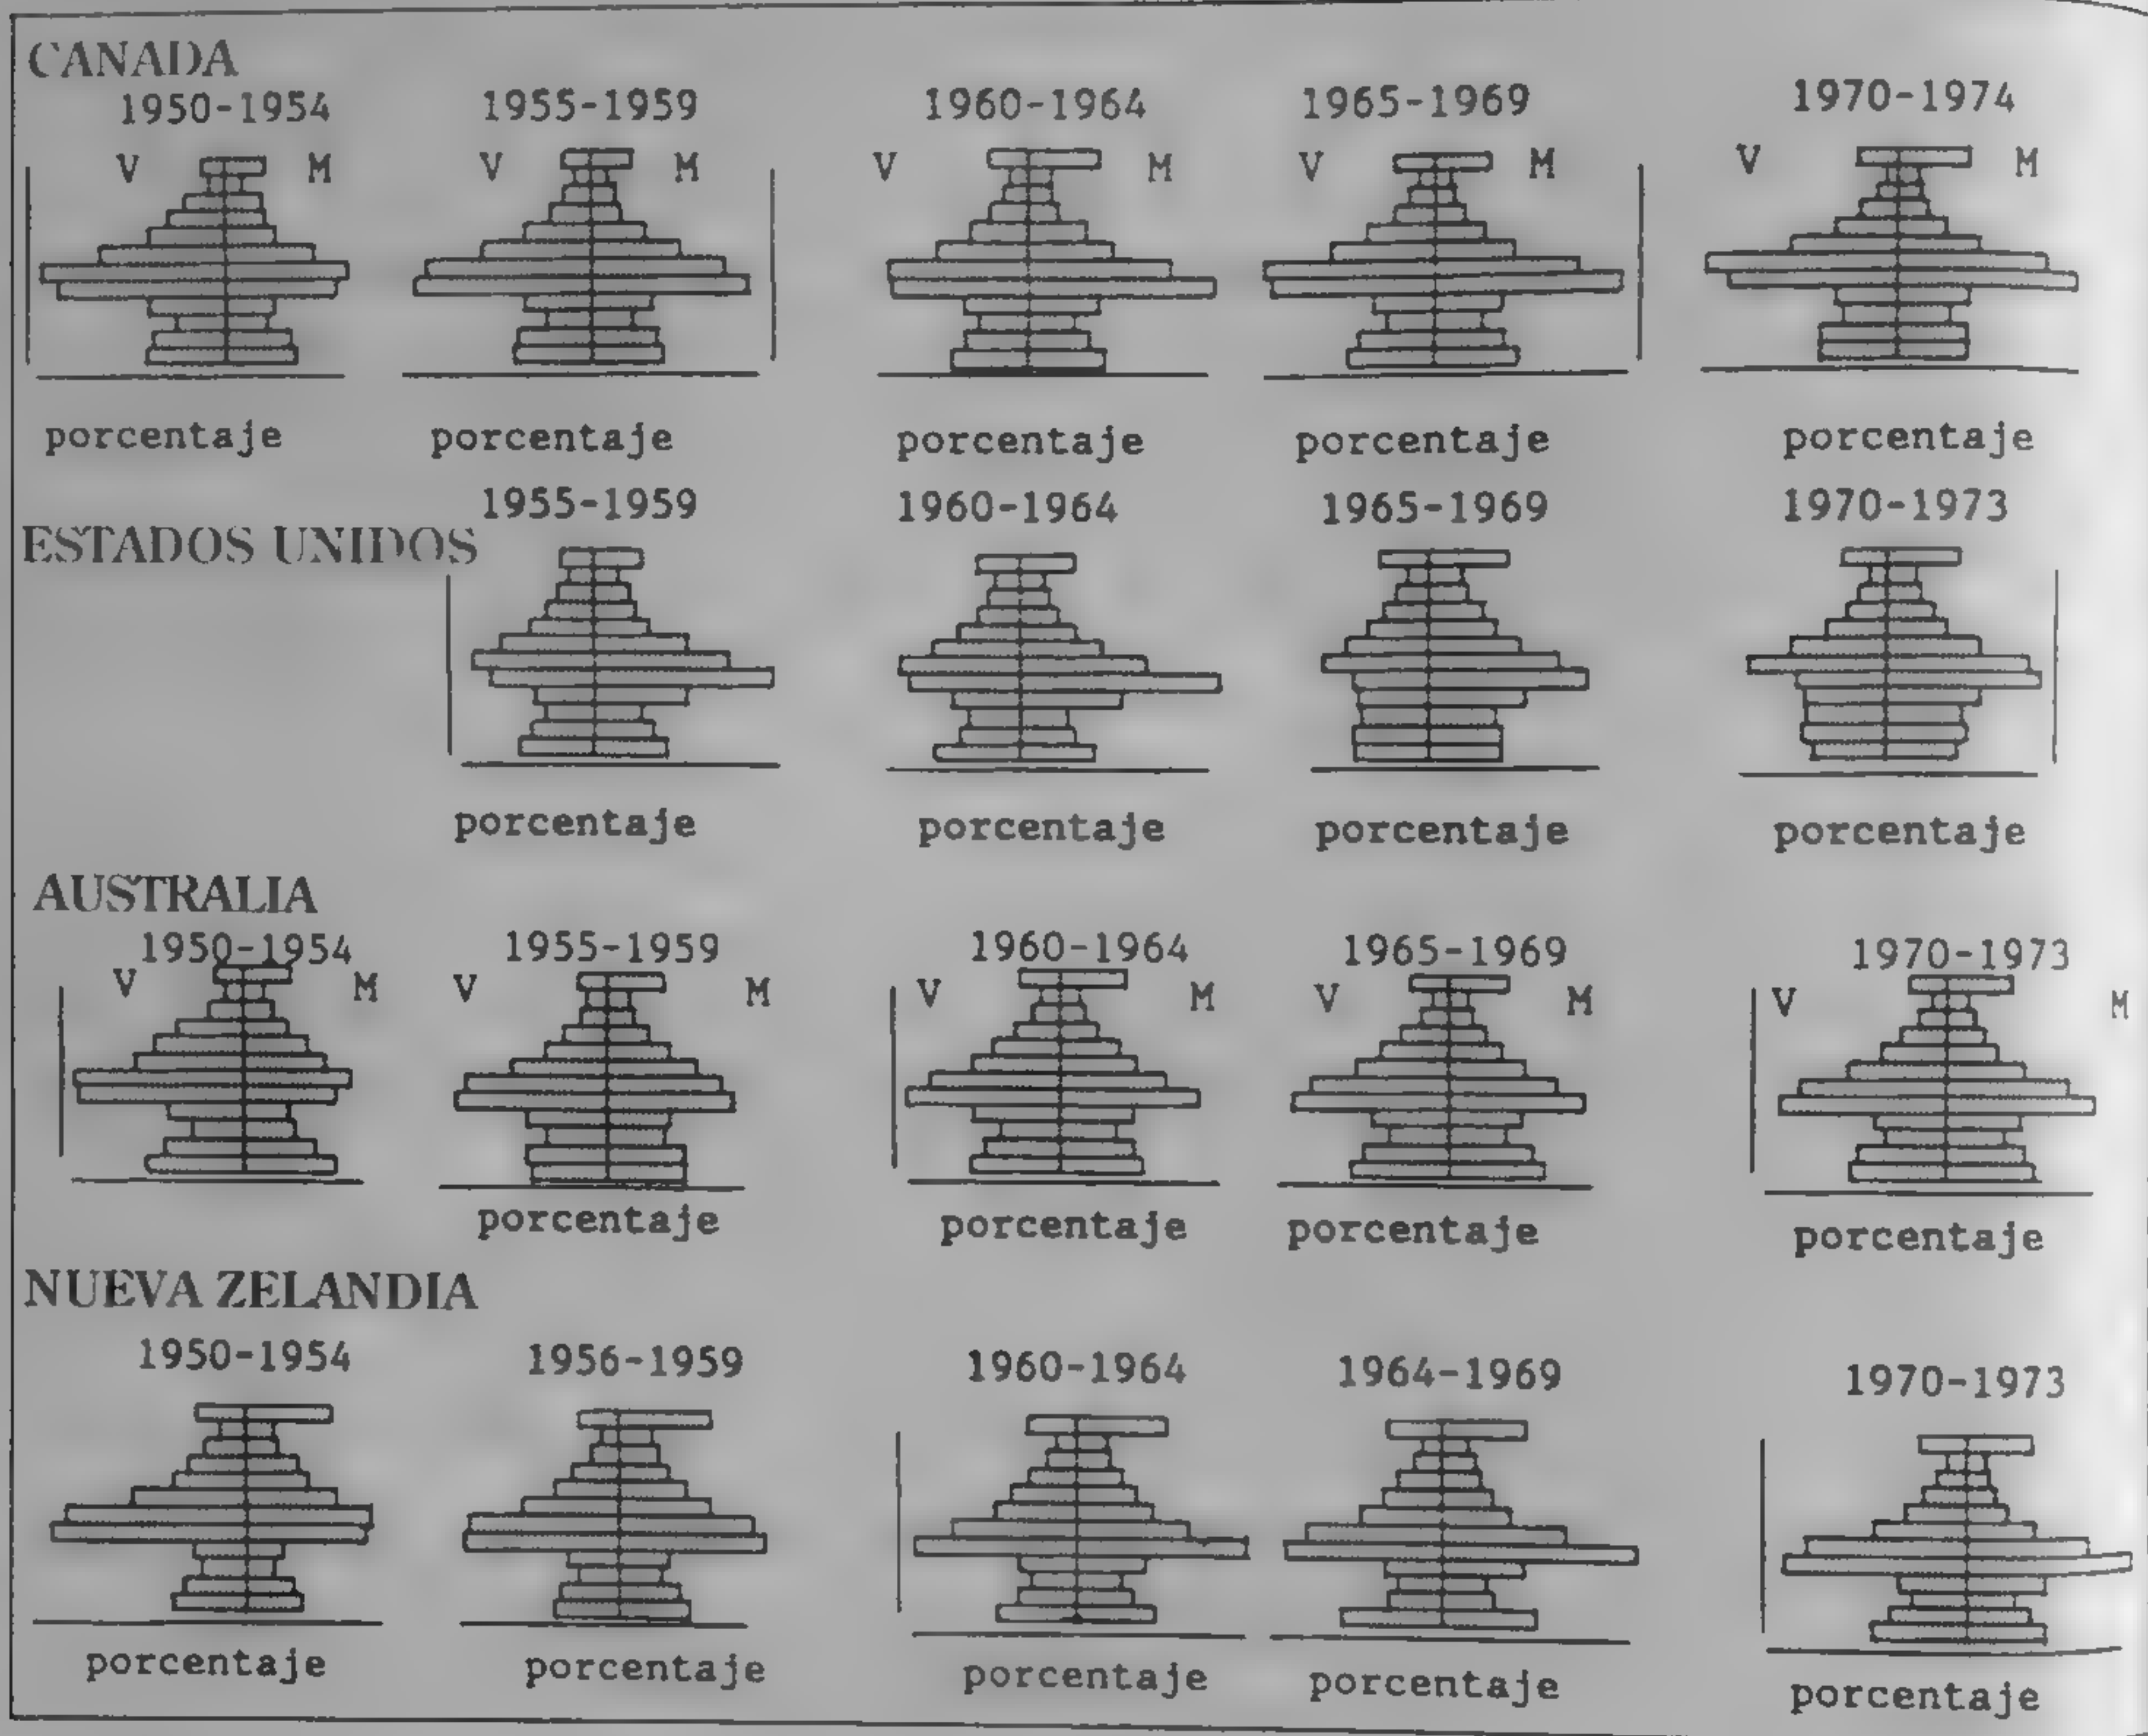 CANADA
1950-1954 1955-1959 1960-1964 1965-1969 1970-1974
V M V M V M V M V M
porcentaje porcentaje porcentaje porcentaje porcentaje
ESTADOS UNIDOS
1955-1959 1960-1964 1965-1969 1970-1973
porcentaje porcentaje porcentaje porcentaje
AUSTRALIA
1950-1954 1955-1959 1960-1964 1965-1969 1970-1973
V M V M V M V M V M
porcentaje porcentaje porcentaje porcentaje
NUEVA ZELANDIA
1950-1954 1956-1959 1960-1964 1964-1969 1970-1973
porcentaje porcentaje porcentaje porcentaje porcentaje